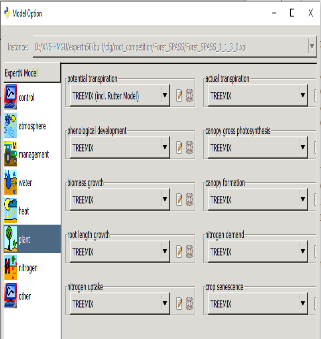 Model Option
Instance:
ExpertN Model
control
atmosphere
management
water
heat
plant
nitrogen
other
potential transpiration
actual transpiration
TREEMIX (incl. Rutter Model)
TREEMIX
phenological development
canopy gross photosynthesis
TREEMIX
TREEMIX
biomass growth
canopy formation
TREEMIX
TREEMIX
root length growth
nitrogen demand
TREEMIX
TREEMIX
nitrogen uptake
crop senescence
TREEMIX
TREEMIX